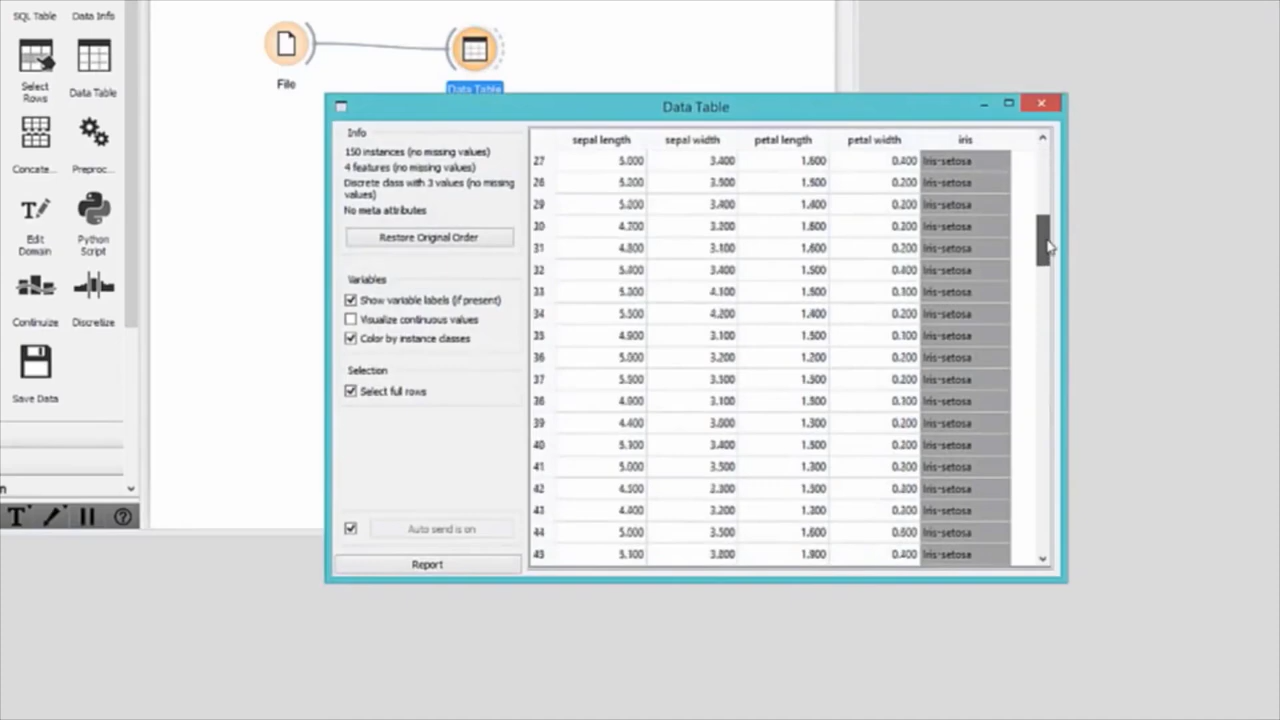 SQL Table Data Info
Select Rows
Data Table
Concate...
Preproc...
Edit Domain
Python Script
Continuize
Discretize
Save Data
n
T
File
Data Table
Data Table
Info
150 instances (no missing values)
4 features (no missing values)
Discrete class with 3 values (no missing
values)
No meta attributes
Restore Original Order
Variables
Show variable labels (if present)
Visualize continuous values
Color by instance classes
Selection
Select full rows
Auto send is on
Report
sepal length sepal width petal length petal width iris
27 5.000 3.400 1.600 0.400 Iris-setosa
28 5.200 3.500 1.500 0.200 Iris-setosa
29 5.200 3.400 1.400 0.200 Iris-setosa
30 4.700 3.200 1.600 0.200 Iris-setosa
31 4.800 3.100 1.600 0.200 Iris-setosa
32 5.400 3.400 1.500 0.400 Iris-setosa
33 5.200 4.100 1.500 0.100 Iris-setosa
34 5.500 4.200 1.400 0.200 Iris-setosa
35 4.900 3.100 1.500 0.100 Iris-setosa
36 5.000 3.200 1.200 0.200 Iris-setosa
37 5.500 3.500 1.300 0.200 Iris-setosa
38 4.900 3.100 1.500 0.100 Iris-setosa
39 4.400 3.000 1.300 0.200 Iris-setosa
40 5.100 3.400 1.500 0.200 Iris-setosa
41 5.000 3.500 1.300 0.300 Iris-setosa
42 4.500 2.300 1.300 0.300 Iris-setosa
43 4.400 3.200 1.300 0.200 Iris-setosa
44 5.000 3.500 1.600 0.600 Iris-setosa
45 5.100 3.800 1.900 0.400 Iris-setosa